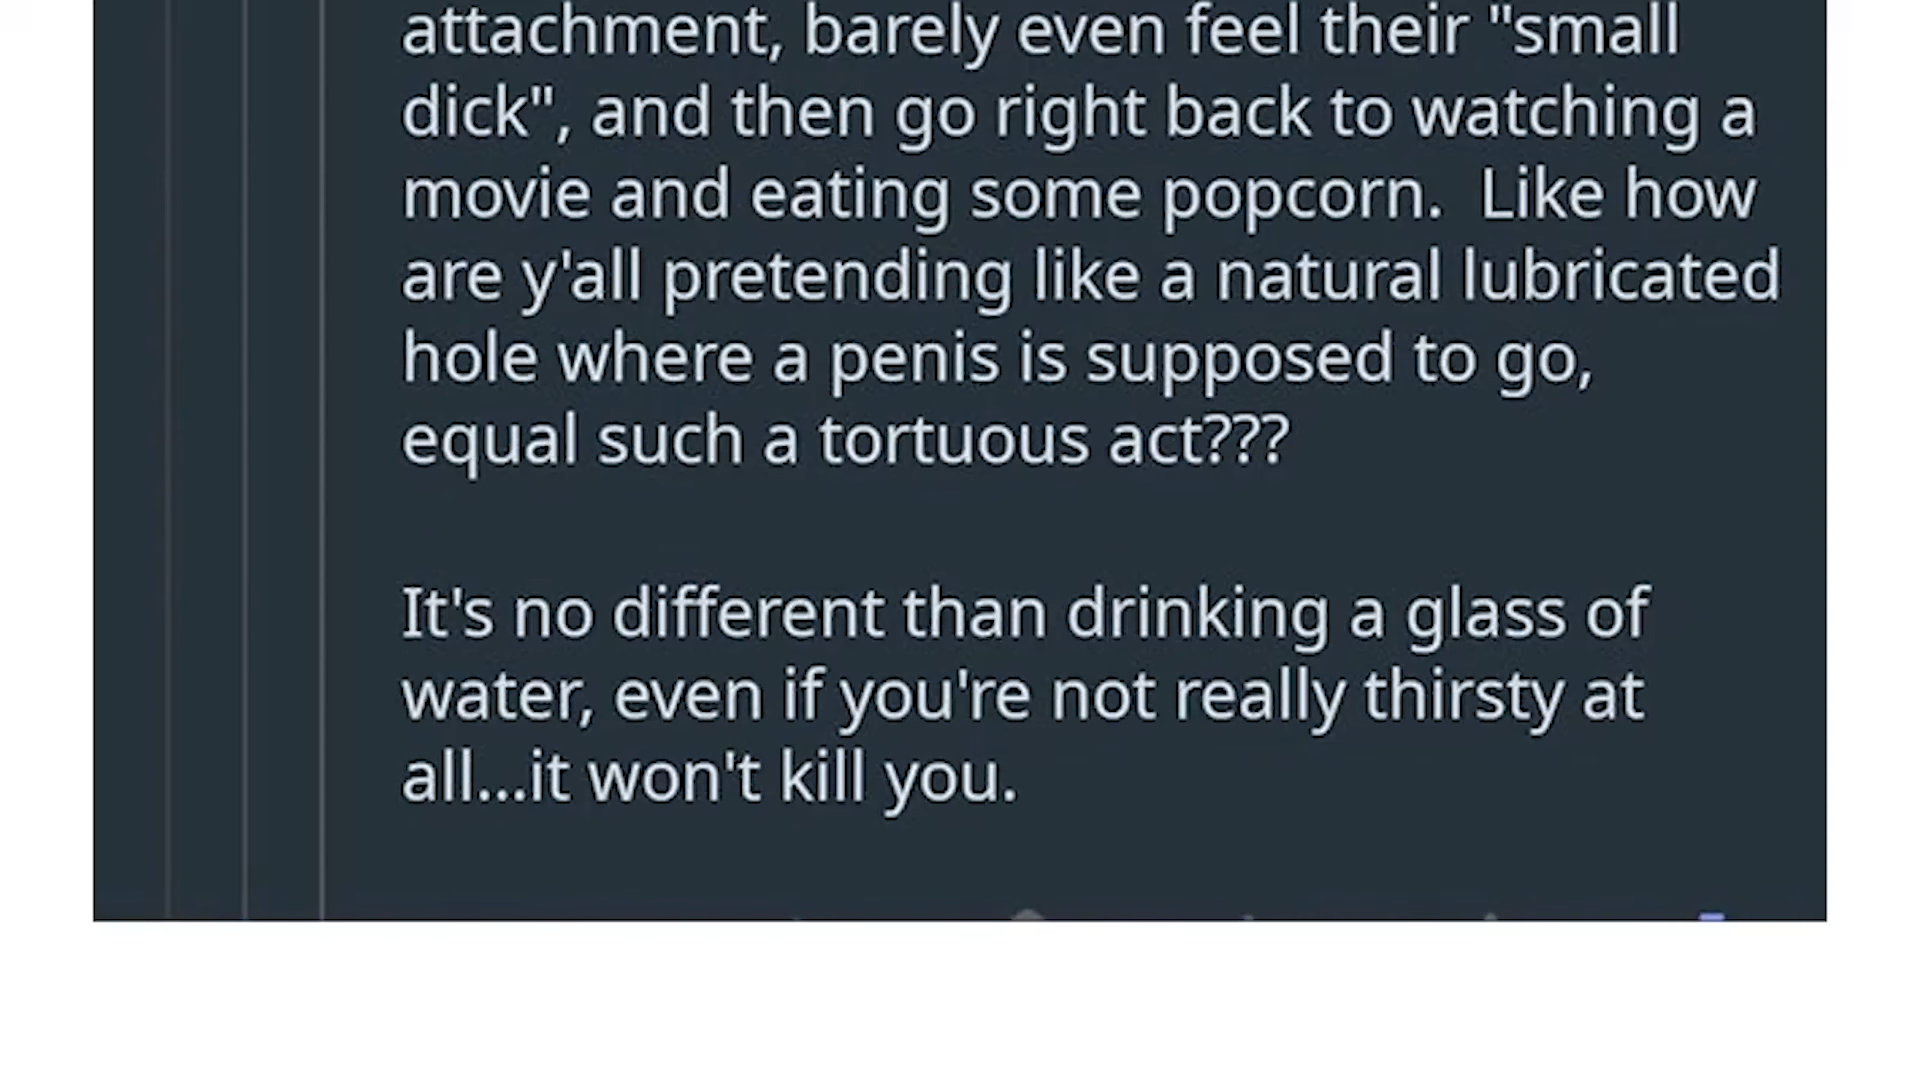 attachment, barely even feel their "small
dick", and then go right back to watching a
movie and eating some popcorn.  Like how
are y'all pretending like a natural lubricated
hole where a penis is supposed to go,
equal such a tortuous act???
It's no different than drinking a glass of
water, even if you're not really thirsty at
all...it won't kill you.